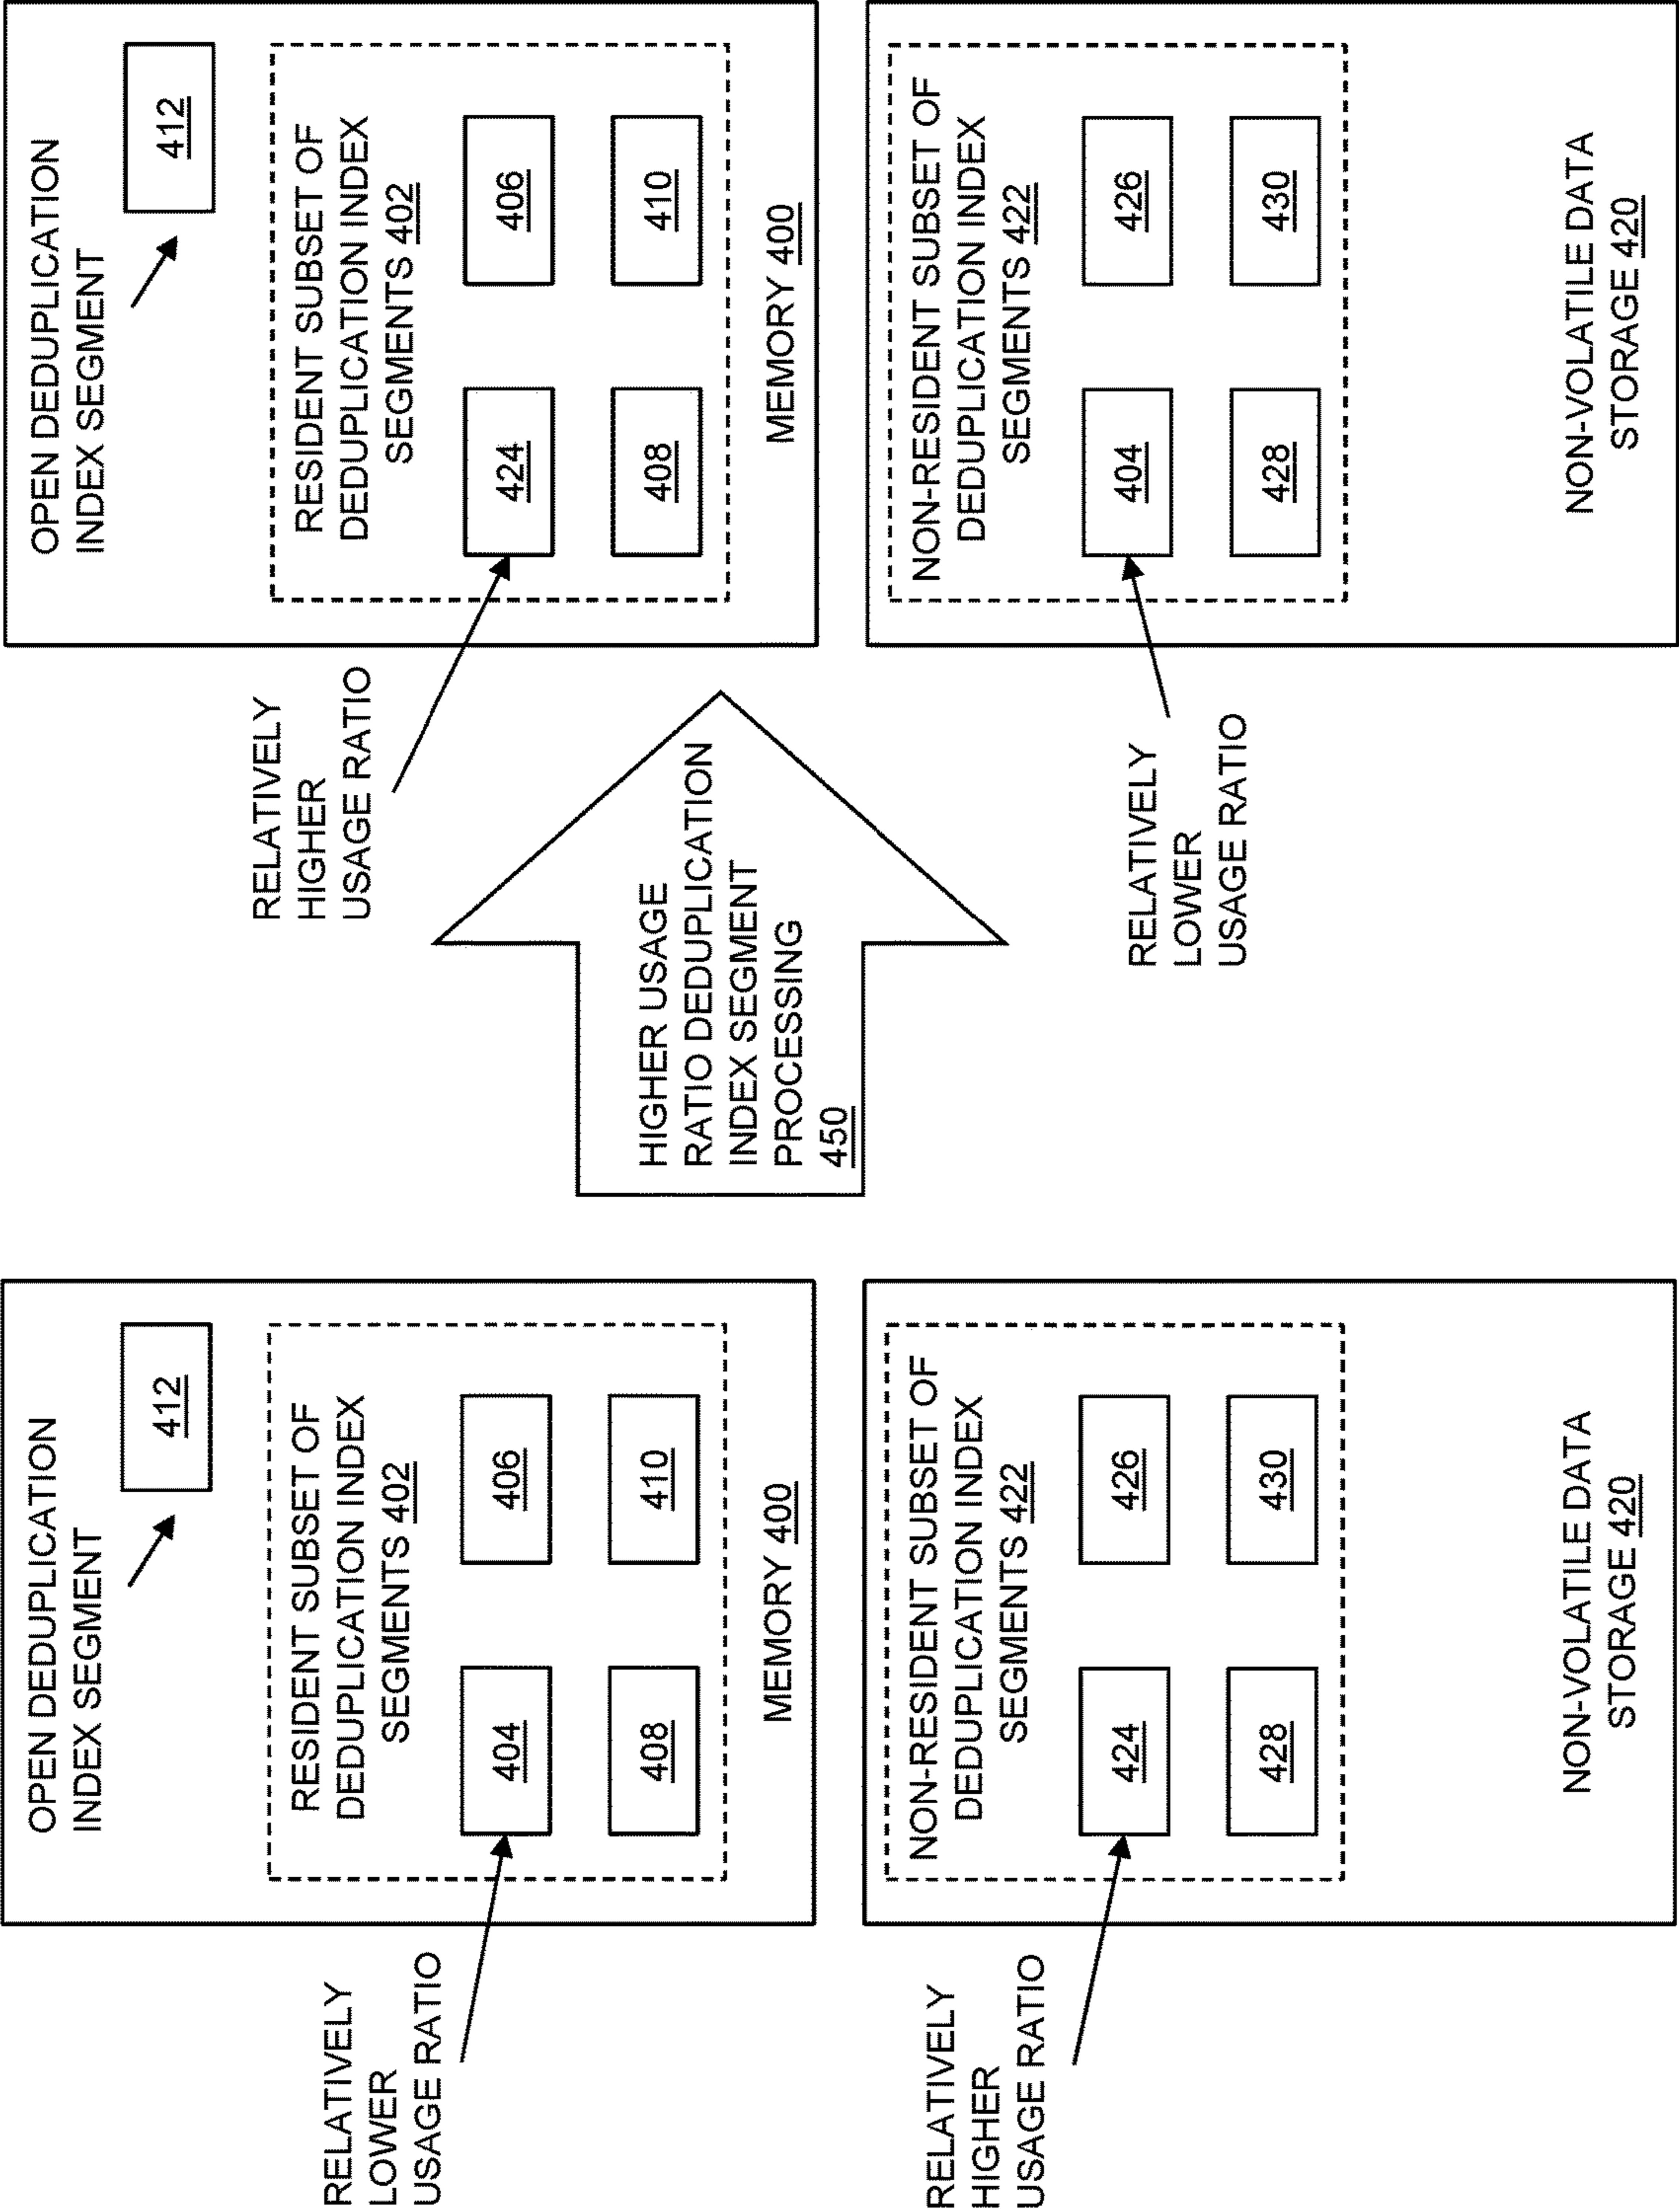 OPEN DEDUPLICATION
INDEX SEGMENT
412
RESIDENT SUBSET OF
DEDUPLICATION INDEX
SEGMENTS 402
404
406
408
410
MEMORY 400
RELATIVELY
LOWER
USAGE RATIO
NON-RESIDENT SUBSET OF
DEDUPLICATION INDEX
SEGMENTS 422
424
426
428
430
NON-VOLATILE DATA
STORAGE 420
RELATIVELY
HIGHER
USAGE RATIO
HIGHER USAGE
RATIO DEDUPLICATION
INDEX SEGMENT
PROCESSING
450
OPEN DEDUPLICATION
INDEX SEGMENT
412
RESIDENT SUBSET OF
DEDUPLICATION INDEX
SEGMENTS 402
424
406
408
410
MEMORY 400
RELATIVELY
HIGHER
USAGE RATIO
NON-RESIDENT SUBSET OF
DEDUPLICATION INDEX
SEGMENTS 422
404
426
428
430
NON-VOLATILE DATA
STORAGE 420
RELATIVELY
LOWER
USAGE RATIO